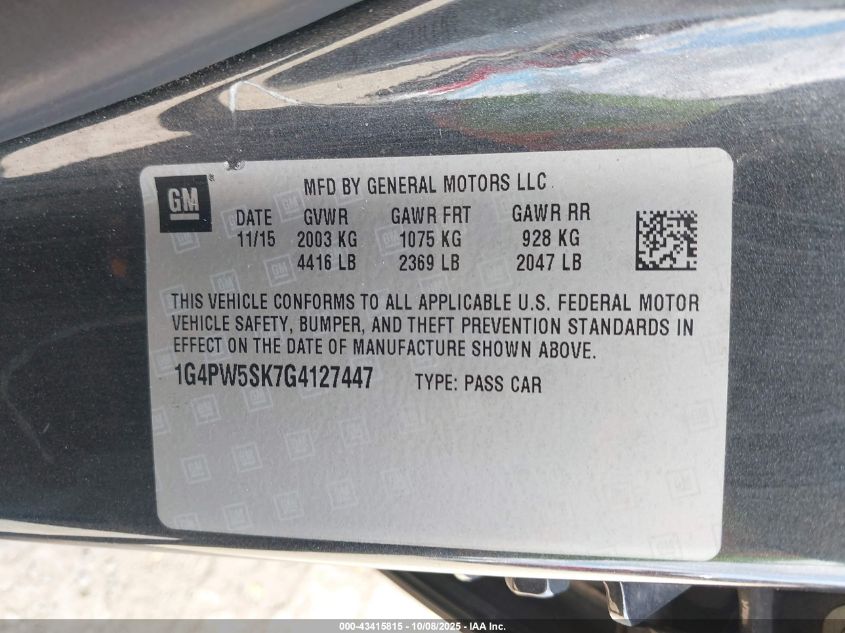 GM
MFD BY GENERAL MOTORS LLC
DATE GVWR GAWR FRT GAWR RR
11/15 2003 KG 1075 KG 928 KG
4416 LB 2369 LB 2047 LB
THIS VEHICLE CONFORMS TO ALL APPLICABLE U.S. FEDERAL MOTOR
VEHICLE SAFETY, BUMPER, AND THEFT PREVENTION STANDARDS IN
EFFECT ON THE DATE OF MANUFACTURE SHOWN ABOVE.
1G4PW5SK7G4127447 TYPE: PASS CAR
000-43415815 - 10/08/2025 - IAA Inc.